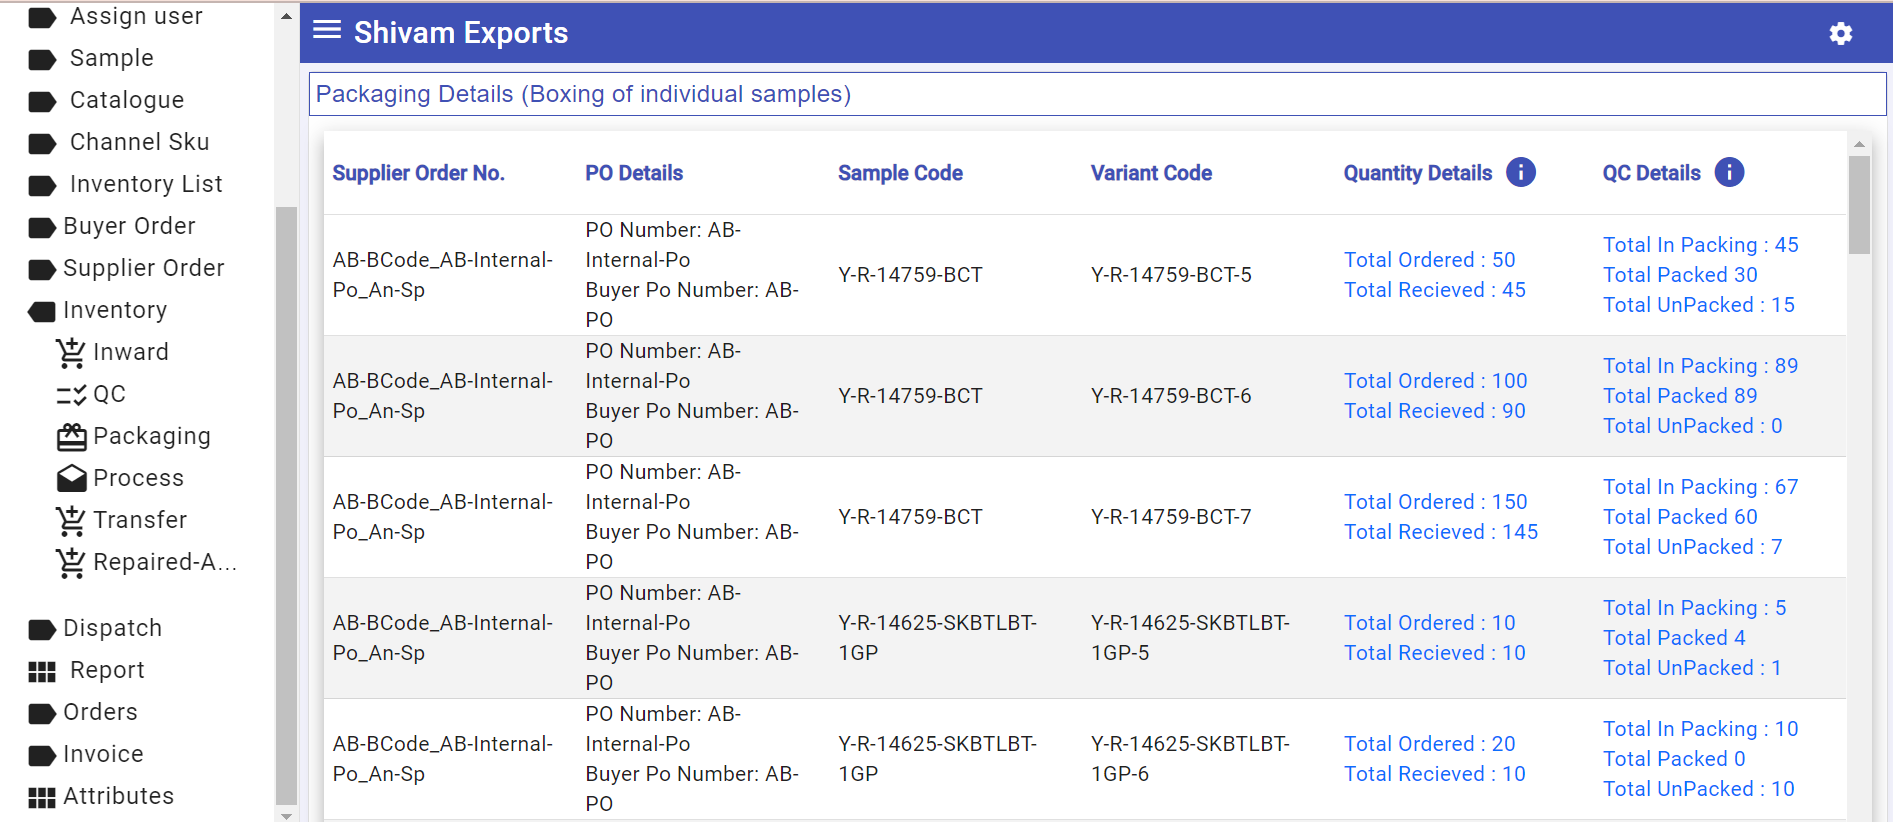 Assign user
Sample
Catalogue
Channel Sku
Inventory List
Buyer Order
Supplier Order
Inventory
Inward
QC
Packaging
Process
Transfer
Repaired-A...
Dispatch
Report
Orders
Invoice
Attributes
Shivam Exports
Packaging Details (Boxing of individual samples)
Supplier Order No. PO Details Sample Code Variant Code Quantity Details i QC Details i
AB-BCode_AB-Internal-
Po_An-Sp
PO Number: AB-
Internal-Po
Buyer Po Number: AB-
PO
Y-R-14759-BCT
Y-R-14759-BCT-5
Total Ordered : 50
Total Recieved : 45
Total In Packing : 45
Total Packed 30
Total UnPacked : 15
AB-BCode_AB-Internal-
Po_An-Sp
PO Number: AB-
Internal-Po
Buyer Po Number: AB-
PO
Y-R-14759-BCT
Y-R-14759-BCT-6
Total Ordered : 100
Total Recieved : 90
Total In Packing : 89
Total Packed 89
Total UnPacked : 0
AB-BCode_AB-Internal-
Po_An-Sp
PO Number: AB-
Internal-Po
Buyer Po Number: AB-
PO
Y-R-14759-BCT
Y-R-14759-BCT-7
Total Ordered : 150
Total Recieved : 145
Total In Packing : 67
Total Packed 60
Total UnPacked : 7
AB-BCode_AB-Internal-
Po_An-Sp
PO Number: AB-
Internal-Po
Buyer Po Number: AB-
PO
Y-R-14625-SKBTLBT-
1GP
Y-R-14625-SKBTLBT-
1GP-5
Total Ordered : 10
Total Recieved : 10
Total In Packing : 5
Total Packed 4
Total UnPacked : 1
AB-BCode_AB-Internal-
Po_An-Sp
PO Number: AB-
Internal-Po
Buyer Po Number: AB-
PO
Y-R-14625-SKBTLBT-
1GP
Y-R-14625-SKBTLBT-
1GP-6
Total Ordered : 20
Total Recieved : 10
Total In Packing : 10
Total Packed 0
Total UnPacked : 10